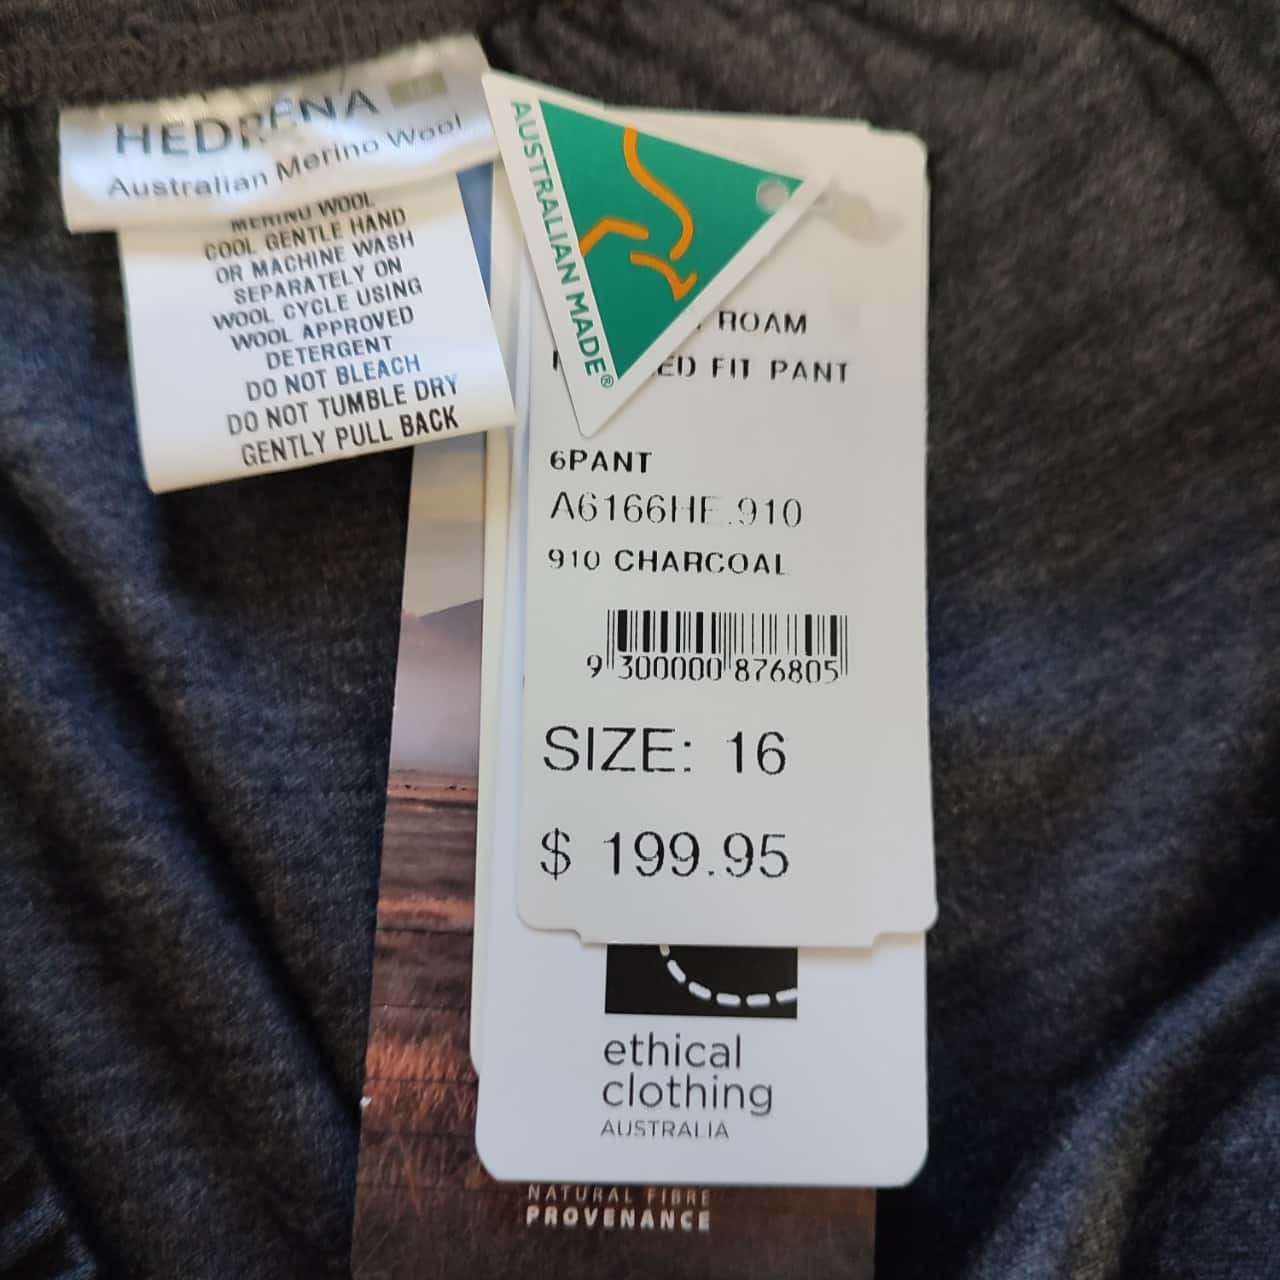 HEDRENA
Australian Merino Wool
MERINO WOOL
COOL GENTLE HAND
OR MACHINE WASH
SEPARATELY ON
WOOL CYCLE USING
WOOL APPROVED
DETERGENT
DO NOT BLEACH
DO NOT TUMBLE DRY
GENTLY PULL BACK
AUSTRALIAN MADE®
ROAM
FIT PANT
6PANT
A6166HE.910
910 CHARCOAL
9 300000 876805
SIZE: 16
$ 199.95
ethical
clothing
AUSTRALIA
NATURAL FIBRE
PROVENANCE